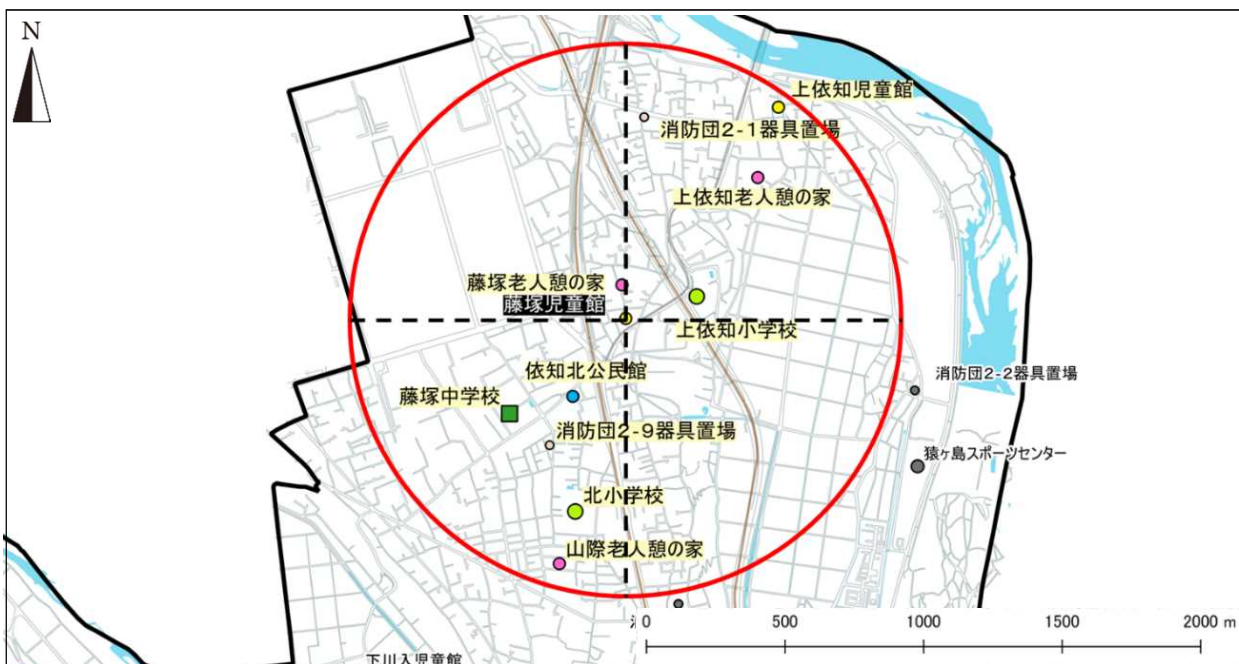 N
上依知児童館
消防団2-1器具置場
上依知老人憩の家
藤塚老人憩の家
藤塚児童館
上依知小学校
依知北公民館
消防団2-2器具置場
藤塚中学校
消防団2-9器具置場
猿ヶ島スポーツセンター
北小学校
山際老人憩の家
0 500 1000 1500 2000 m
下川入児童館